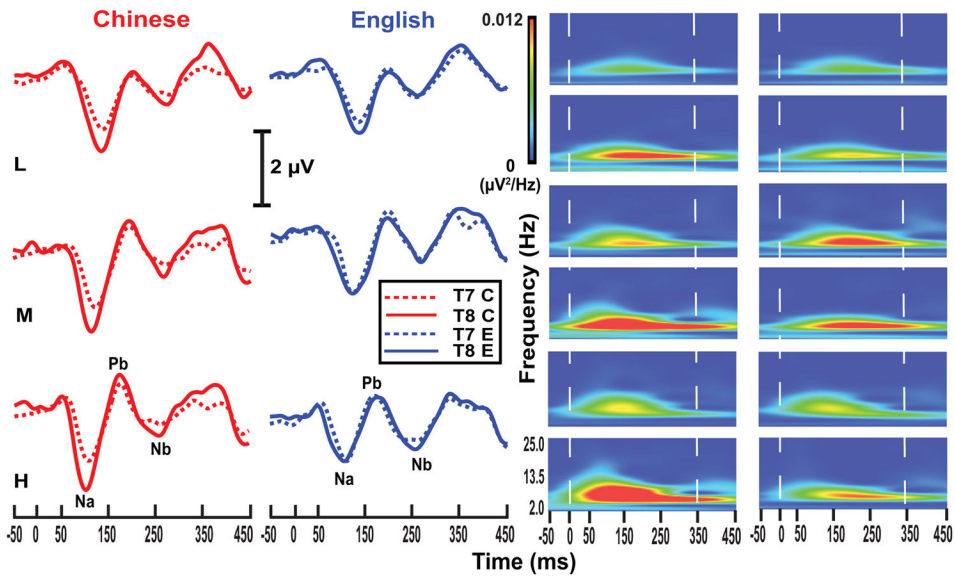 Chinese
English
L
2 µV
M
T7 C
T8 C
T7 E
T8 E
Pb
Pb
Nb
Nb
Na
Na
H
-50 0 50 150 250 350 450
-50 0 50 150 250 350 450
0.012
0
(µV²/Hz)
Frequency (Hz)
25.0
13.5
2.0
-50 0 50 150 250 350 450
-50 0 50 150 250 350 450
Time (ms)